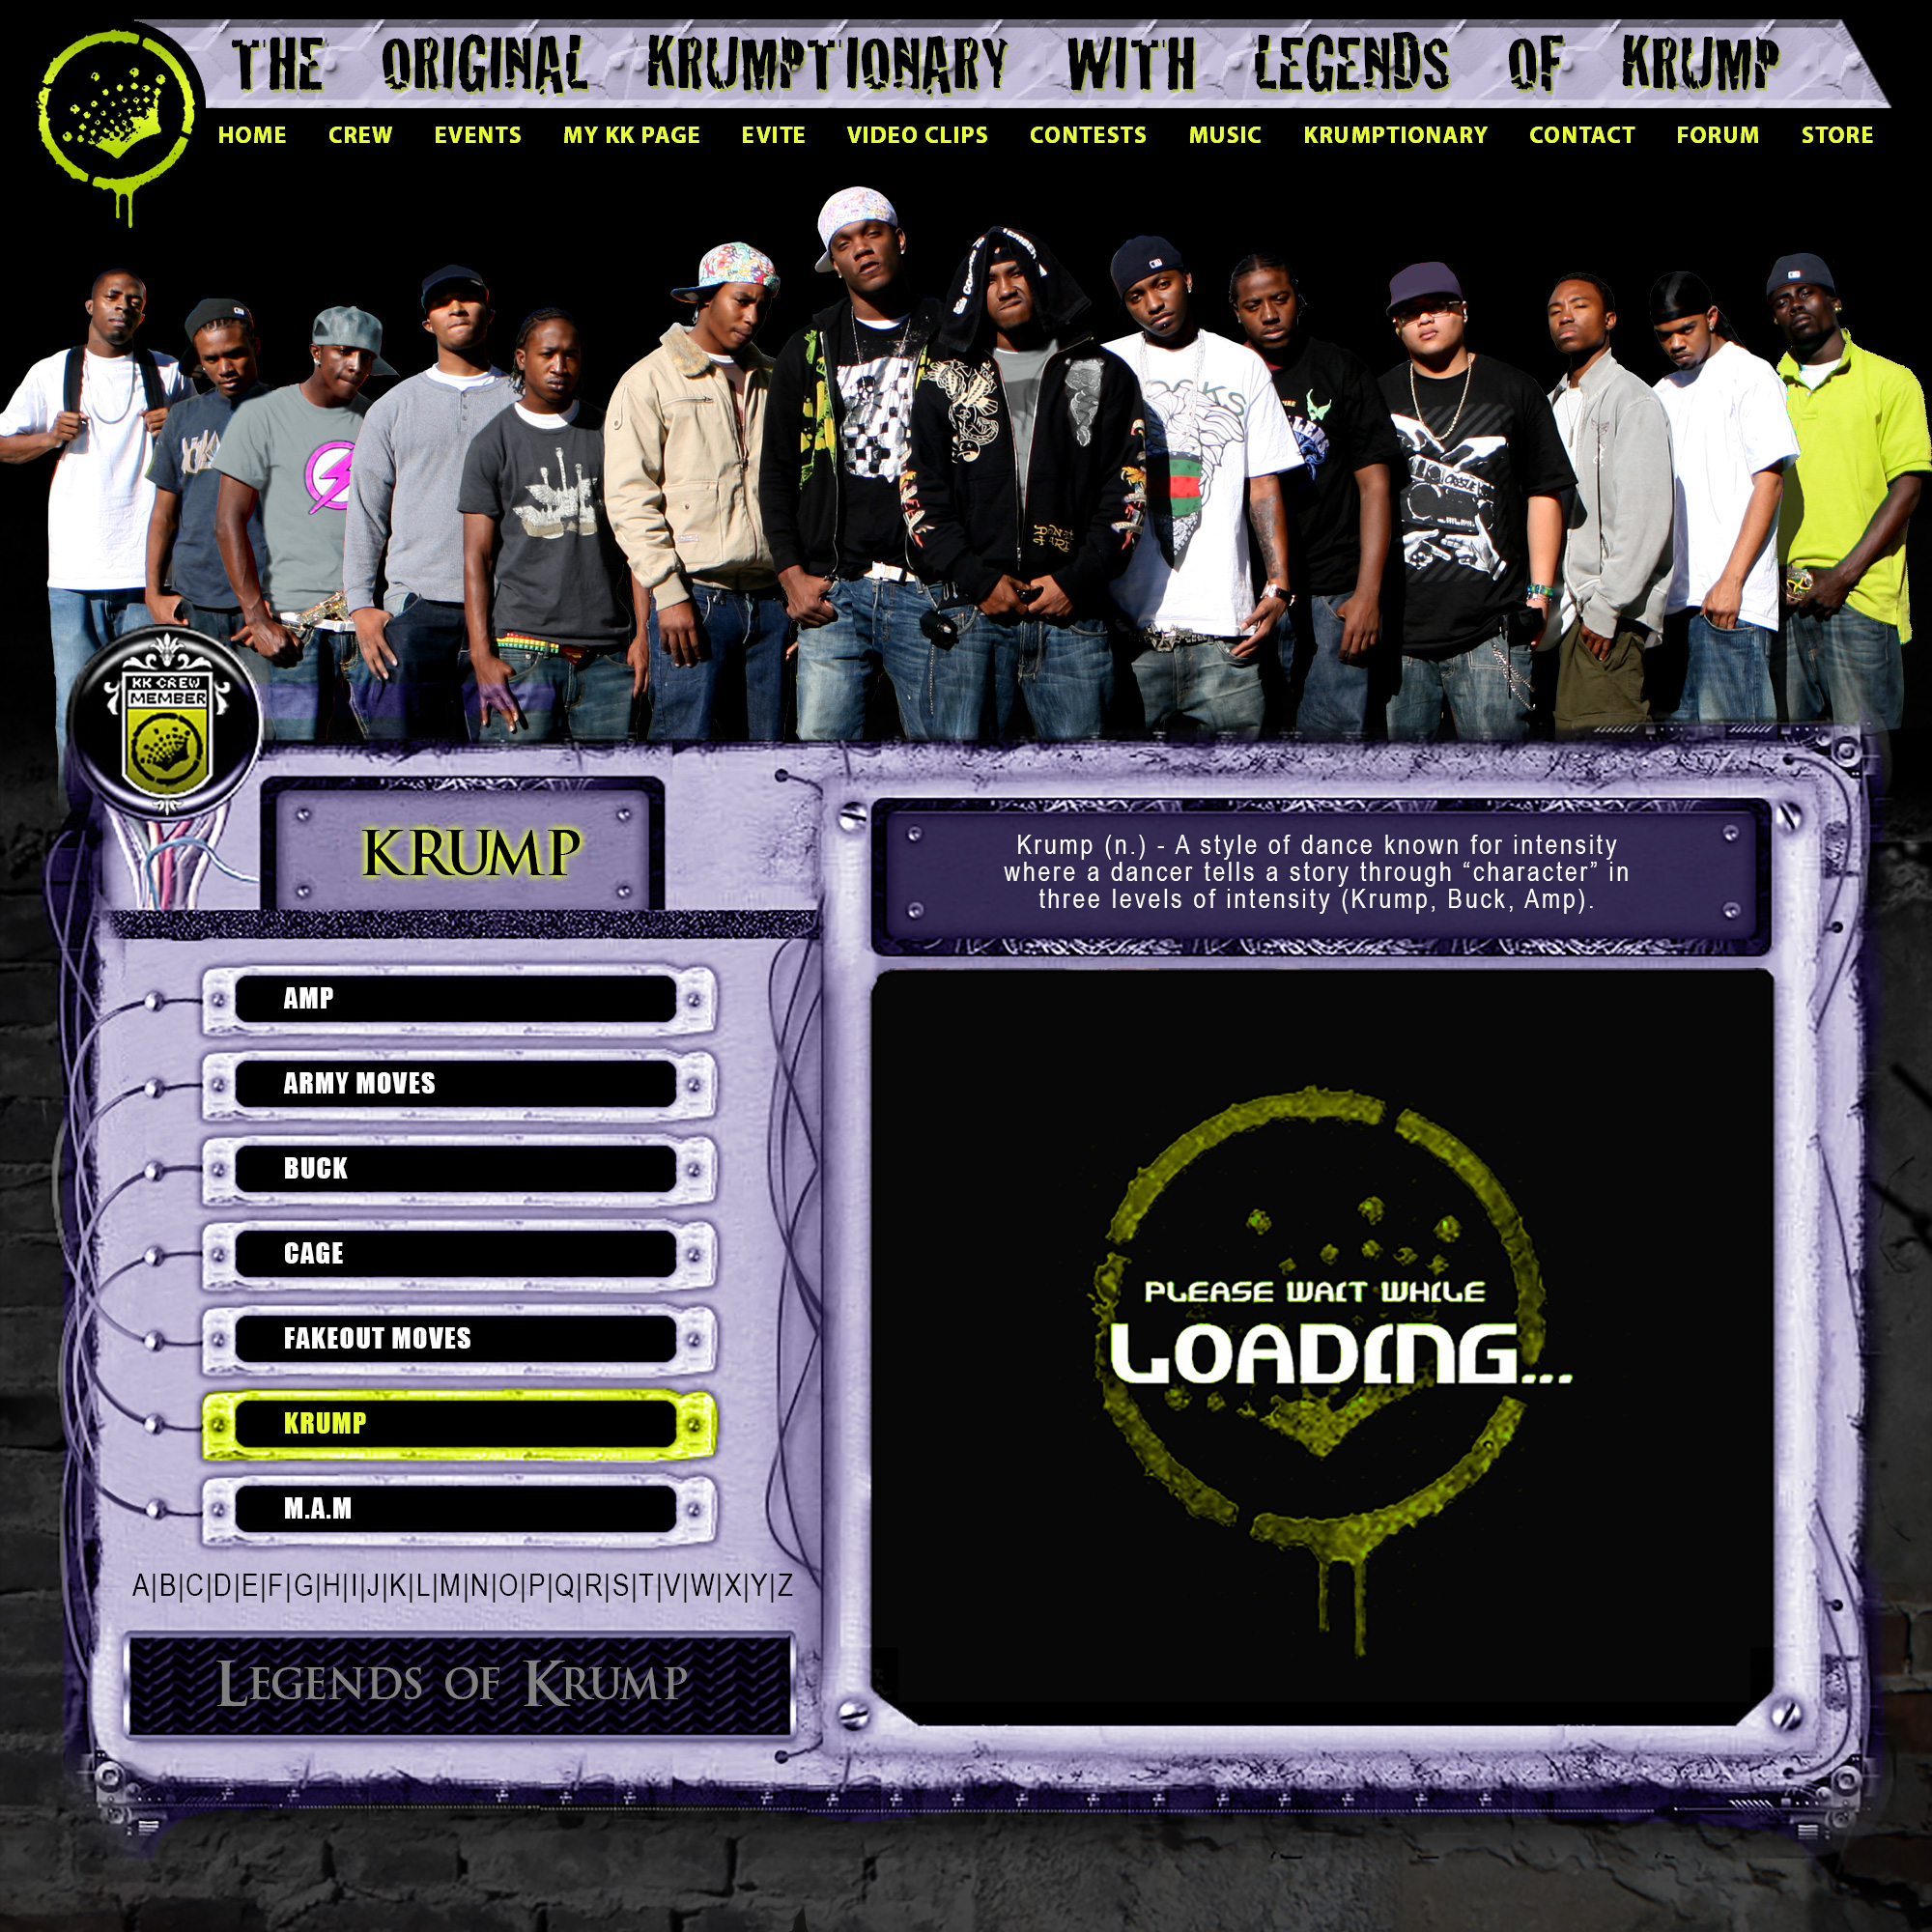 THE ORIGINAL KRUMPTIONARY WITH LEGENDS OF KRUMP
HOME CREW EVENTS MY KK PAGE EVITE VIDEO CLIPS CONTESTS MUSIC KRUMPTIONARY CONTACT FORUM STORE
KK CREW
MEMBER
KRUMP
Krump (n.) - A style of dance known for intensity
where a dancer tells a story through “character” in
three levels of intensity (Krump, Buck, Amp).
AMP
ARMY MOVES
BUCK
CAGE
FAKEOUT MOVES
KRUMP
M.A.M
A|B|C|D|E|F|G|H|I|J|K|L|M|N|O|P|Q|R|S|T|V|W|X|Y|Z
LEGENDS OF KRUMP
PLEASE WAIT WHILE
LOADING...